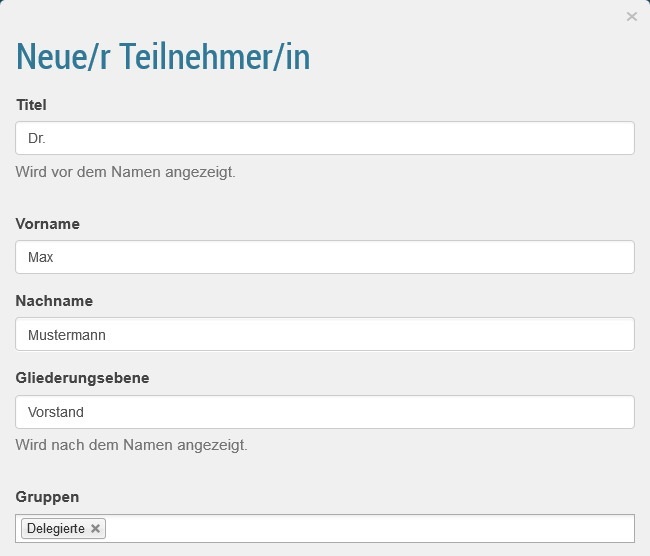 ×
Neue/r Teilnehmer/in
Titel
Dr.
Wird vor dem Namen angezeigt.
Vorname
Max
Nachname
Mustermann
Gliederungsebene
Vorstand
Wird nach dem Namen angezeigt.
Gruppen
Delegierte ×